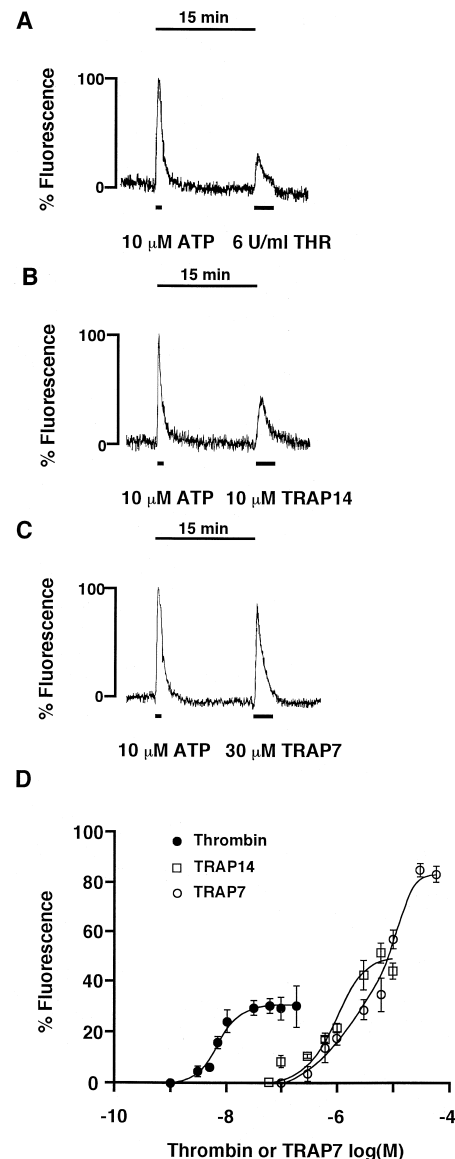 A
15 min
% Fluorescence
100
0
10 μM ATP 6 U/ml THR
B
15 min
% Fluorescence
100
0
10 μM ATP 10 μM TRAP14
C
15 min
% Fluorescence
100
0
10 μM ATP 30 μM TRAP7
D
% Fluorescence
100
80
60
40
20
0
Thrombin
TRAP14
TRAP7
-10 -8 -6 -4
Thrombin or TRAP7 log(M)